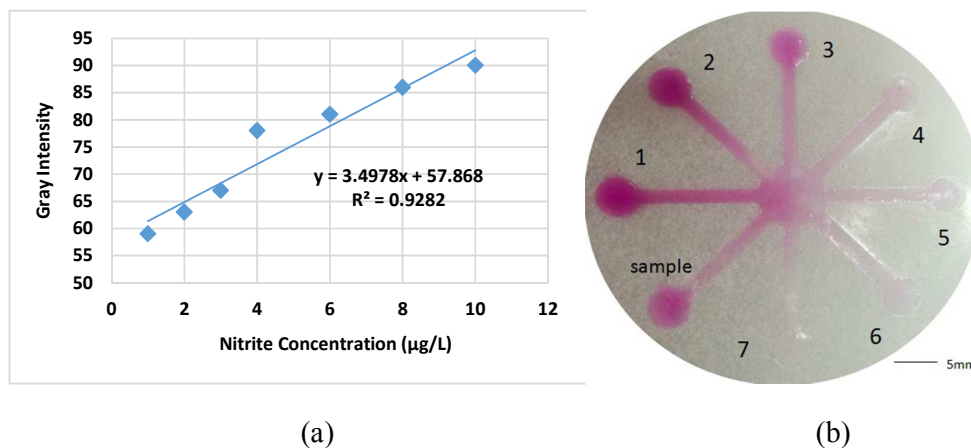 95
90
85
80
75
70
65
60
55
50
Gray Intensity
y = 3.4978x + 57.868
R² = 0.9282
0 2 4 6 8 10 12
Nitrite Concentration (µg/L)
(a)
1
2
3
4
5
6
7
sample
5mm
(b)